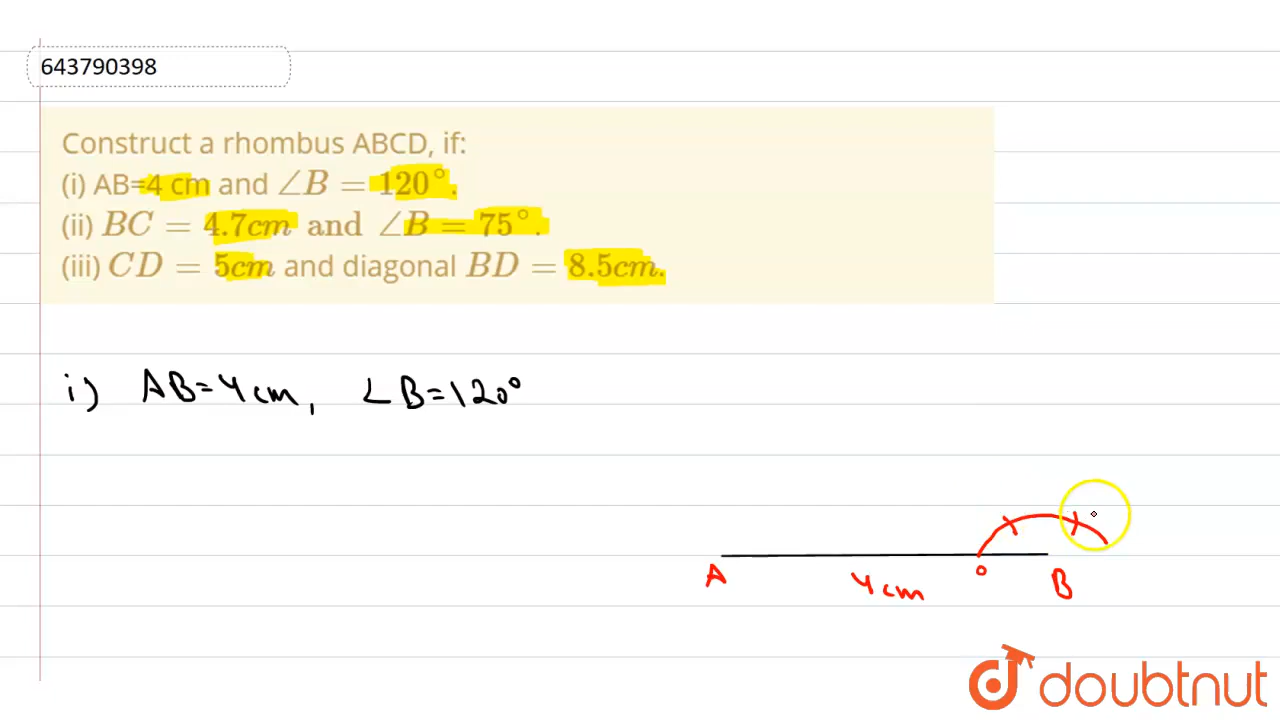 643790398
Construct a rhombus ABCD, if:
(i) AB=4 cm and ∠B = 120°.
(ii) BC = 4.7cm and ∠B = 75°.
(iii) CD = 5cm and diagonal BD = 8.5cm.
i) AB=4cm, ∠B=120°
A 4cm o B
doubtnut